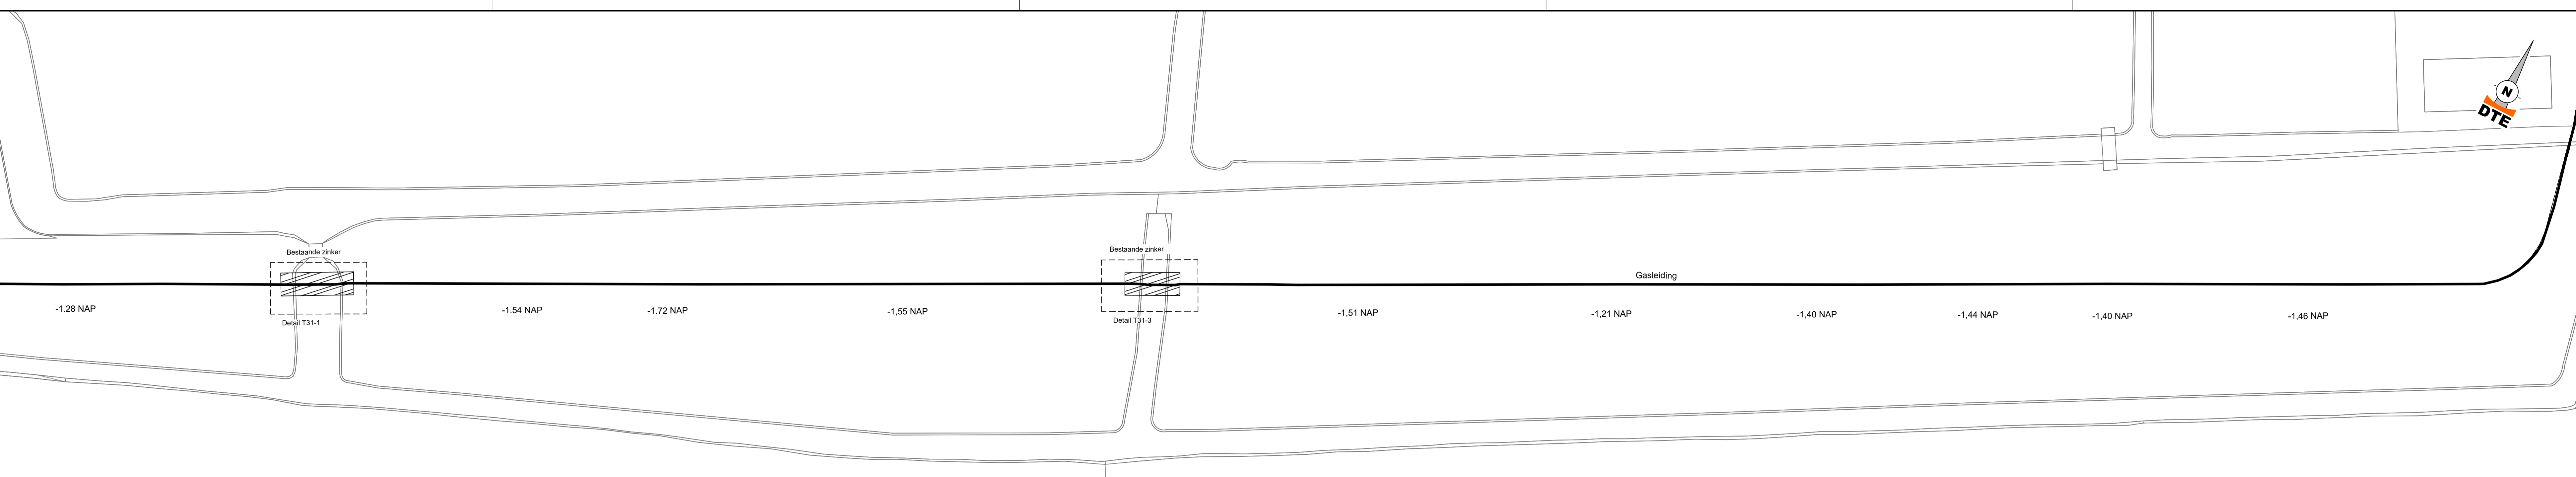 N
DTE
Bestaande zinker
Bestaande zinker
Gasleiding
-1.28 NAP
-1.54 NAP
-1.72 NAP
-1,55 NAP
-1,51 NAP
-1,21 NAP
-1,40 NAP
-1,44 NAP
-1,40 NAP
-1,46 NAP
Detail T31-1
Detail T31-3